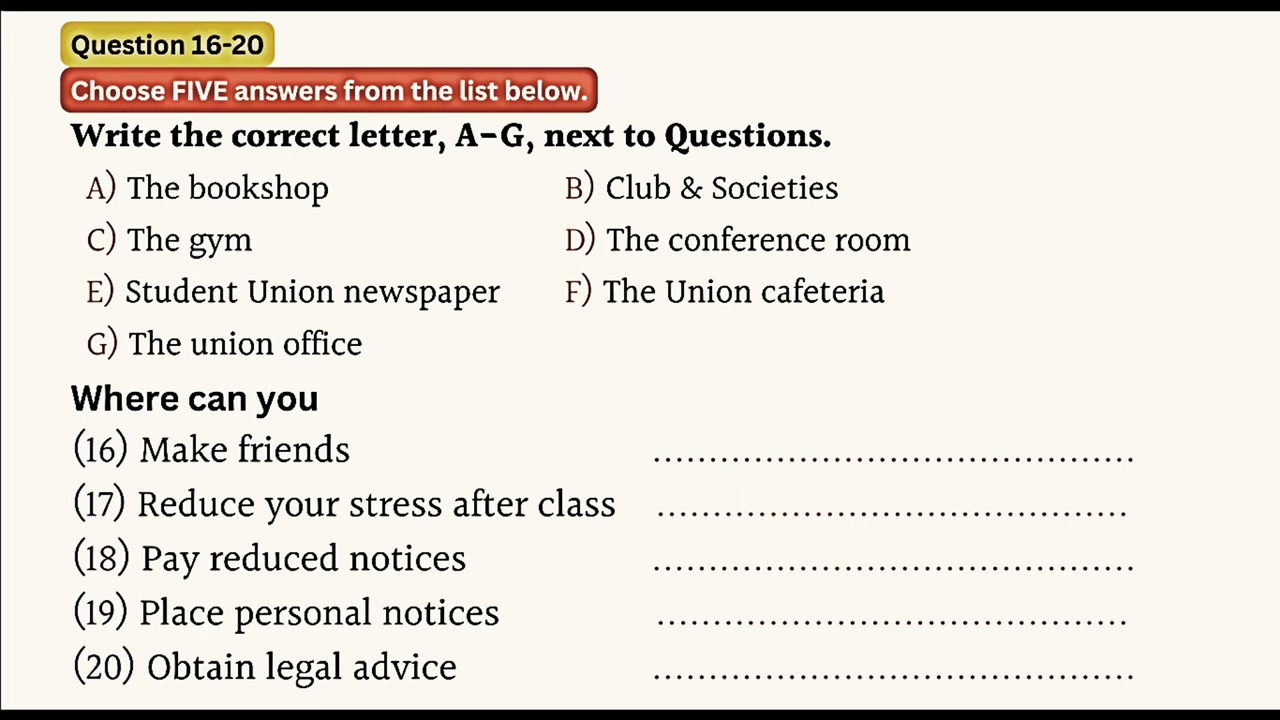 Question 16-20
Choose FIVE answers from the list below.
Write the correct letter, A-G, next to Questions.
A) The bookshop B) Club & Societies
C) The gym D) The conference room
E) Student Union newspaper F) The Union cafeteria
G) The union office
Where can you
(16) Make friends ...........................................
(17) Reduce your stress after class ..........................................
(18) Pay reduced notices ...........................................
(19) Place personal notices ..........................................
(20) Obtain legal advice ...........................................